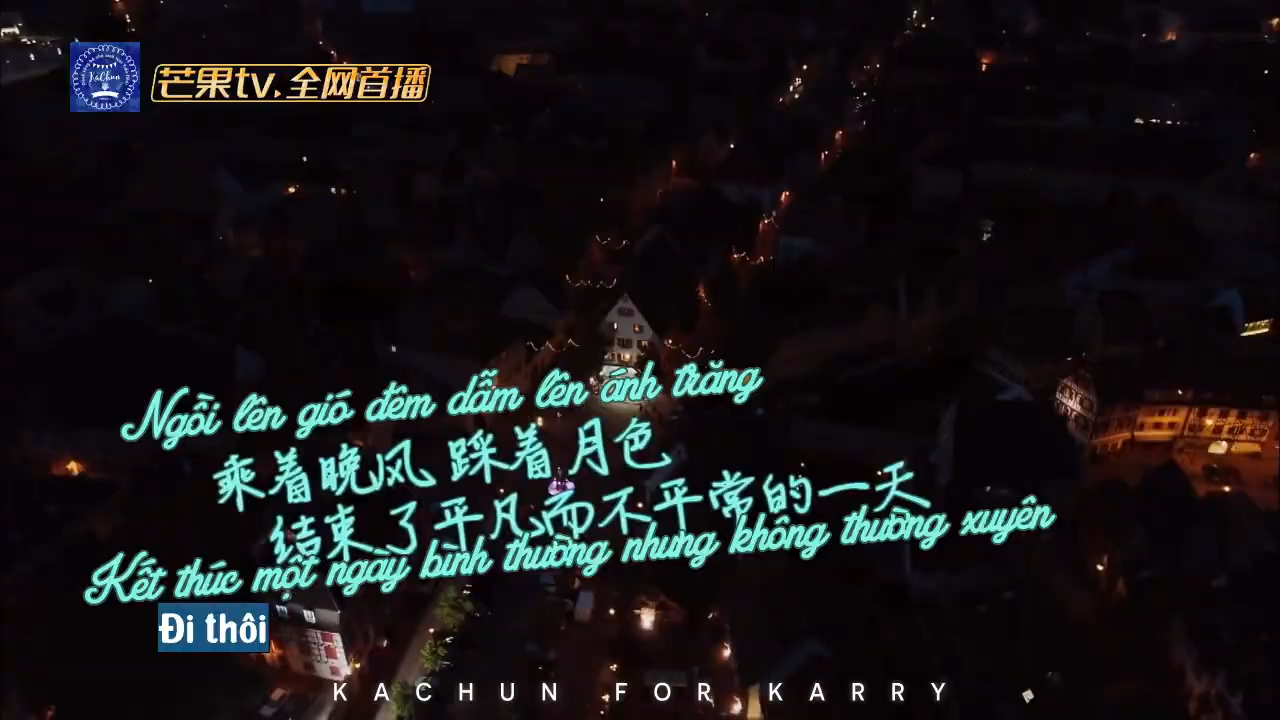 KaChun
芒果tv.全网首播
Ngồi lên gió đêm dẫm lên ánh trăng
乘着晚风 踩着月色
结束了平凡而不平常的一天
Kết thúc một ngày bình thường nhưng không thường xuyên
Đi thôi
KACHUN FOR KARRY